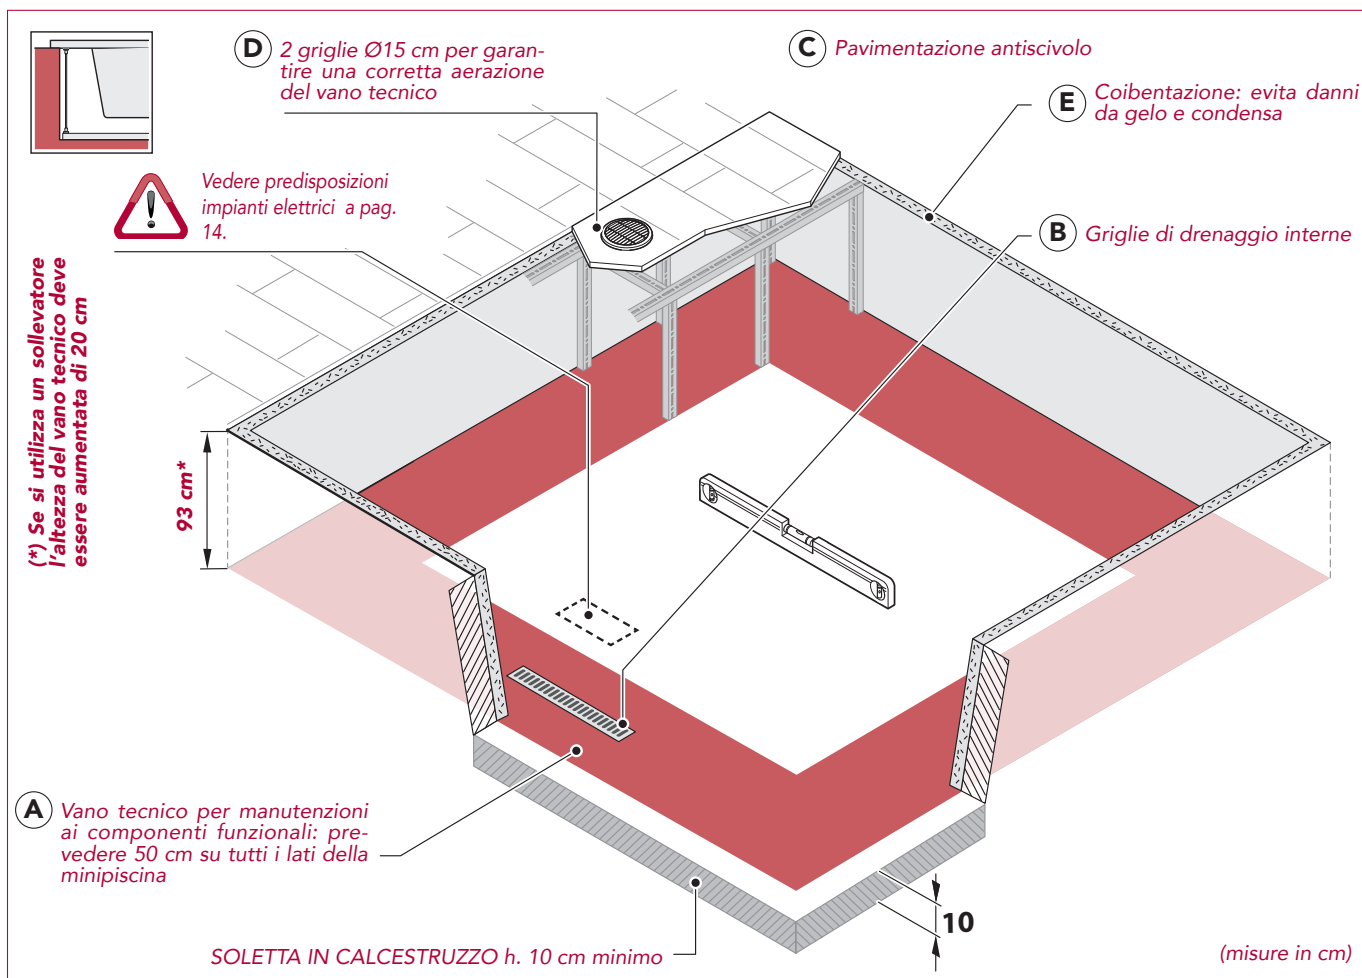 D
2 griglie Ø15 cm per garan-
tire una corretta aerazione
del vano tecnico
C
Pavimentazione antiscivolo
E
Coibentazione: evita danni
da gelo e condensa
Vedere predisposizioni
impianti elettrici a pag.
14.
B
Griglie di drenaggio interne
(*) Se si utilizza un sollevatore
l'altezza del vano tecnico deve
essere aumentata di 20 cm
93 cm*
A
Vano tecnico per manutenzioni
ai componenti funzionali: pre-
vedere 50 cm su tutti i lati della
minipiscina
10
SOLETTA IN CALCESTRUZZO h. 10 cm minimo
(misure in cm)